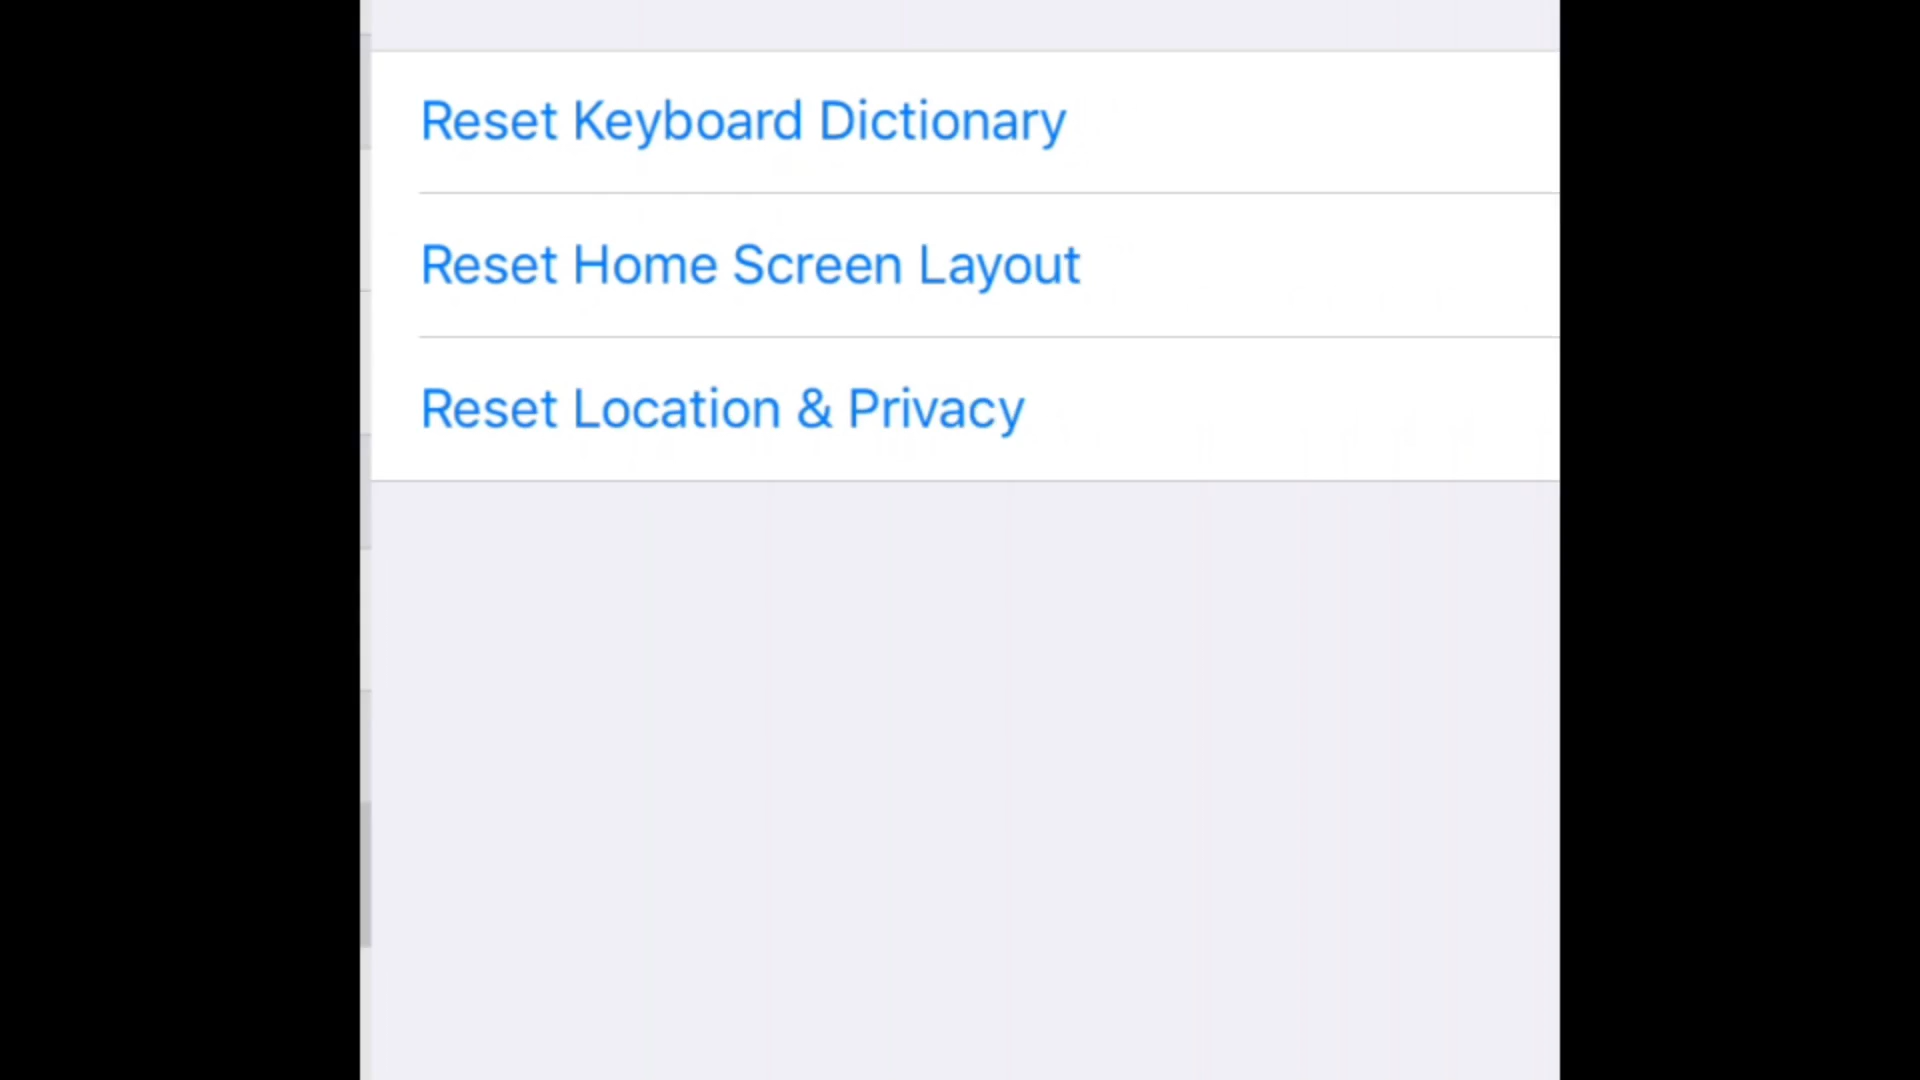 Reset Keyboard Dictionary
Reset Home Screen Layout
Reset Location & Privacy